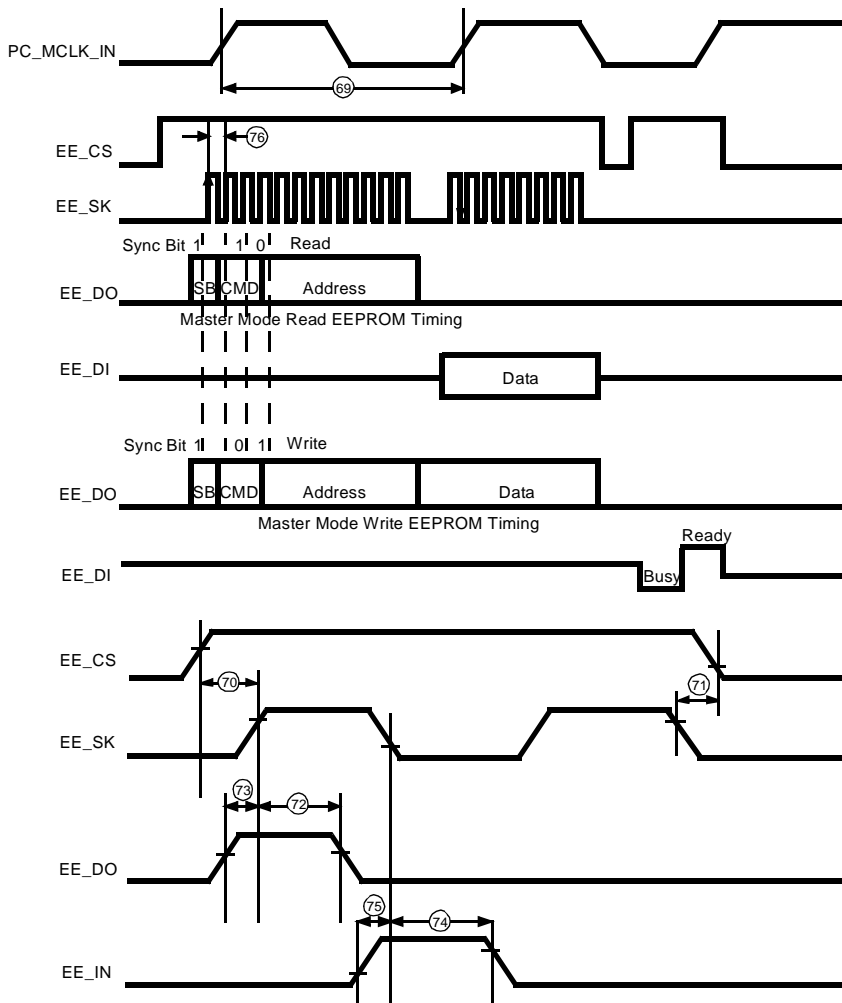 PC_MCLK_IN
69
76
EE_CS
EE_SK
Sync Bit 1 1 0 Read
EE_DO SB CMD Address
Master Mode Read EEPROM Timing
EE_DI Data
Sync Bit 1 0 1 Write
EE_DO SB CMD Address Data
Master Mode Write EEPROM Timing
Ready
EE_DI Busy
EE_CS
70 71
EE_SK
73 72
EE_DO
75 74
EE_IN